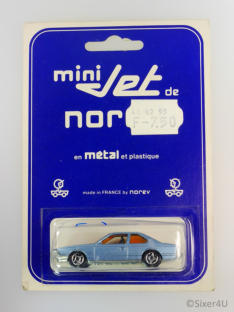 mini Jet de
nor
F-7.50
en métal et plastique
made in FRANCE by norev
©Sixer4U